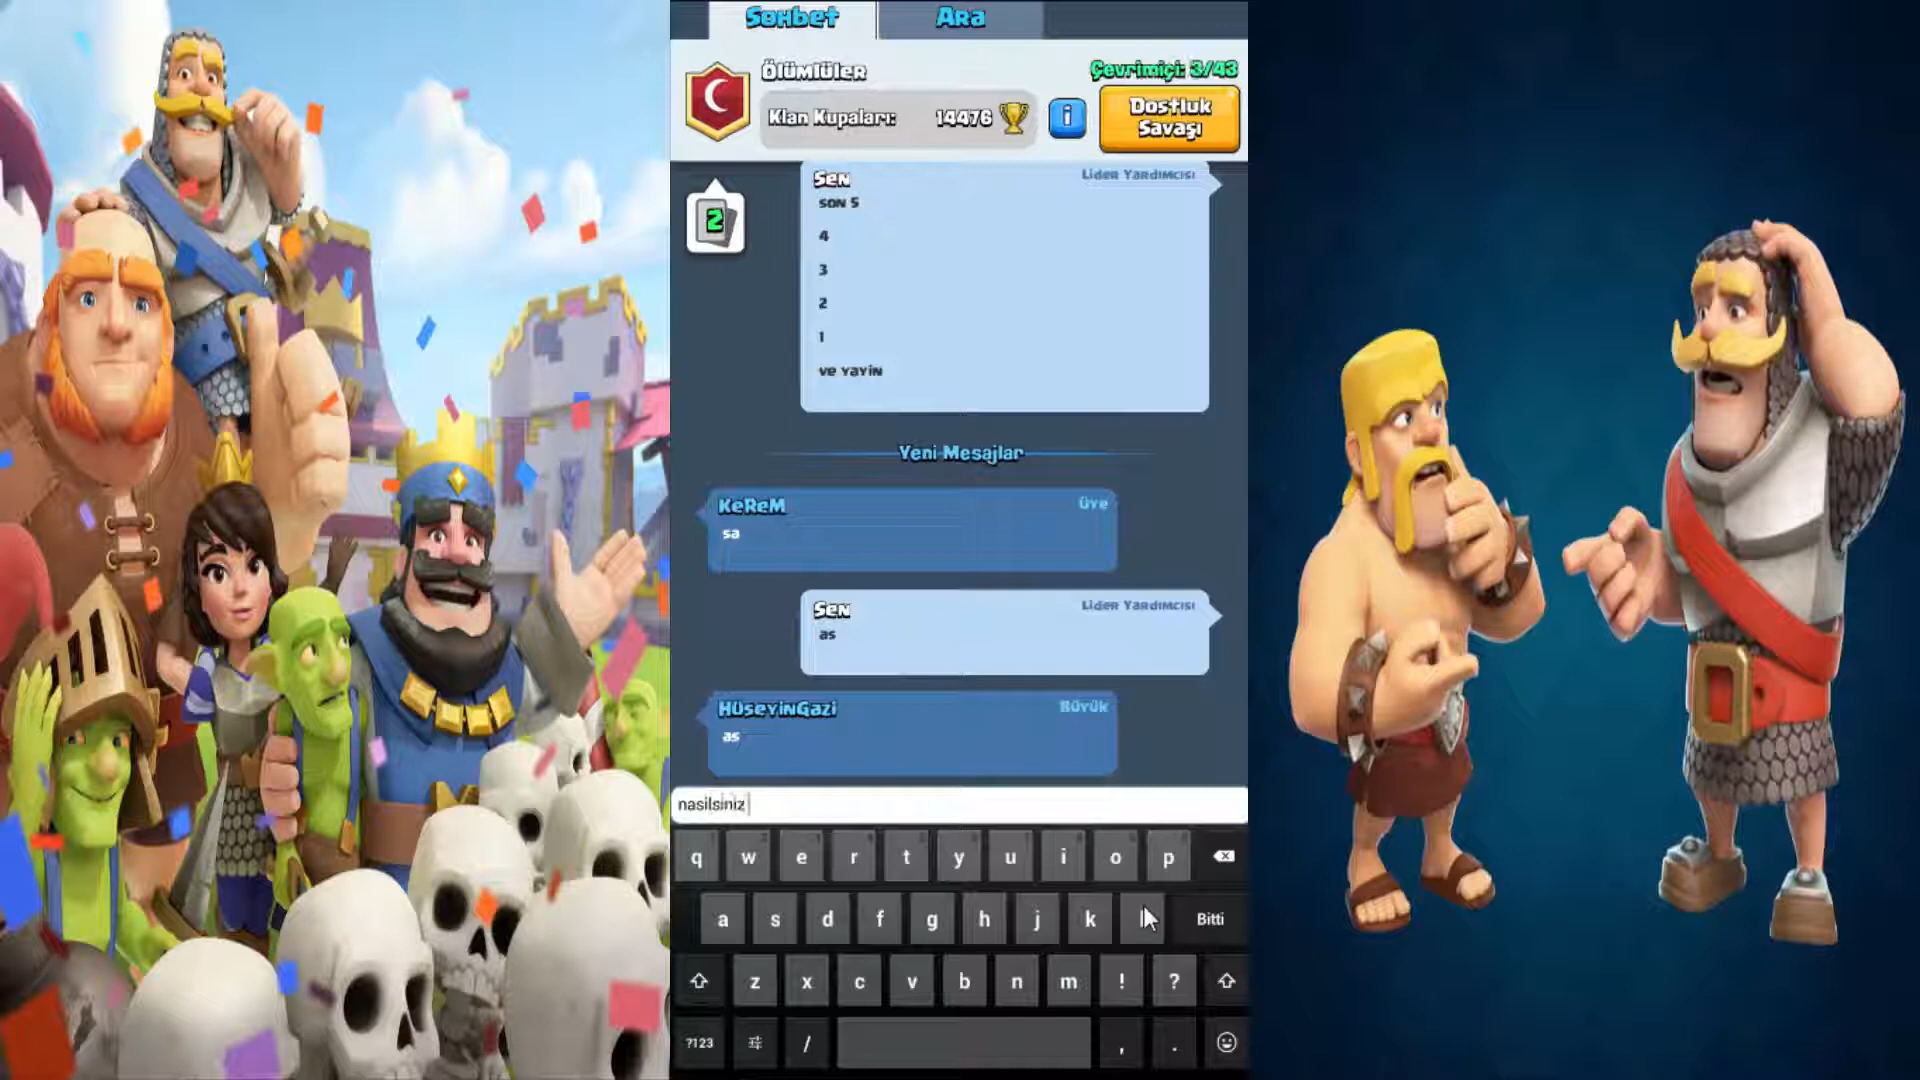 Sohbet
Ara
Ölümlüler
Çevrimiçi: 3/43
Klan Kupaları:
14476
i
Dostluk
Savaşı
2
Sen
Lider Yardımcısı
son 5
4
3
2
1
ve yayin
Yeni Mesajlar
KeReM
Üye
sa
Sen
Lider Yardımcısı
as
HüseyinGazi
Büyük
as
nasilsiniz
q w e r t y u i o p
a s d f g h j k
Bitti
z x c v b n m ! ?
?123
/
, .